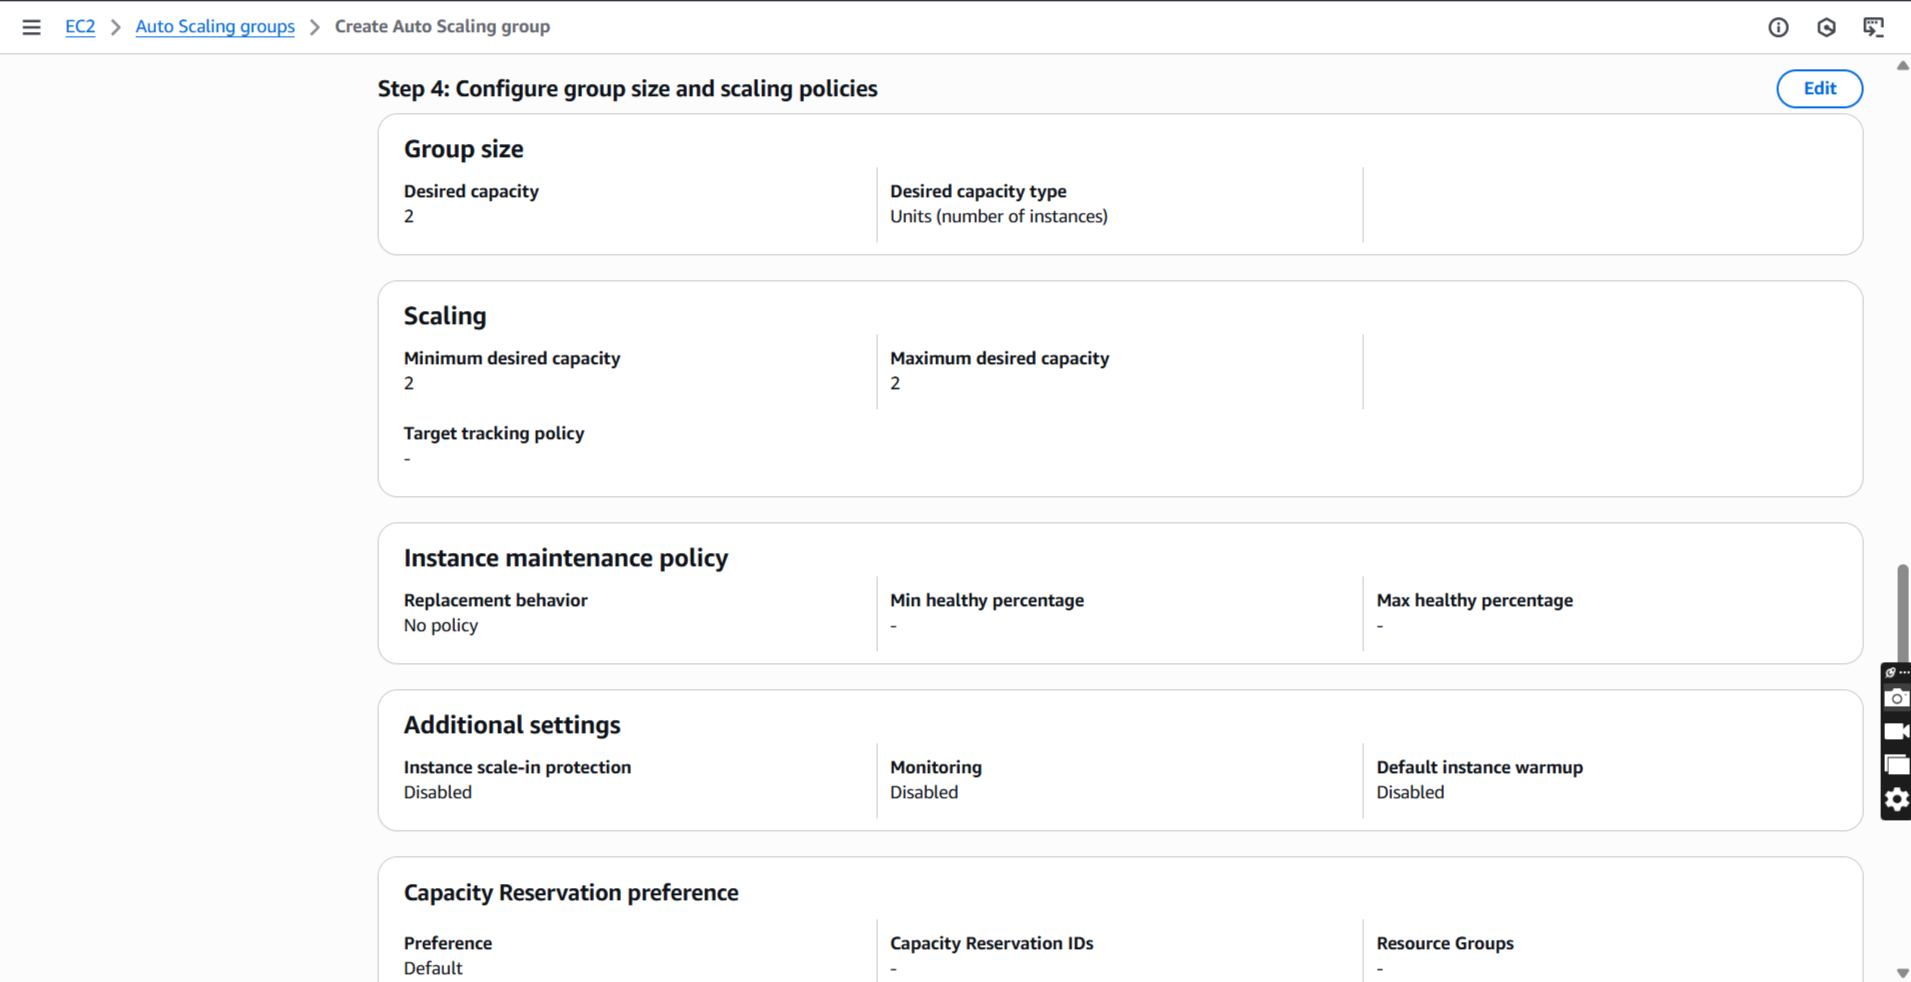 EC2 > Auto Scaling groups > Create Auto Scaling group
Step 4: Configure group size and scaling policies
Edit
Group size
Desired capacity
2
Desired capacity type
Units (number of instances)
Scaling
Minimum desired capacity
2
Maximum desired capacity
2
Target tracking policy
-
Instance maintenance policy
Replacement behavior
No policy
Min healthy percentage
-
Max healthy percentage
-
Additional settings
Instance scale-in protection
Disabled
Monitoring
Disabled
Default instance warmup
Disabled
Capacity Reservation preference
Preference
Default
Capacity Reservation IDs
-
Resource Groups
-